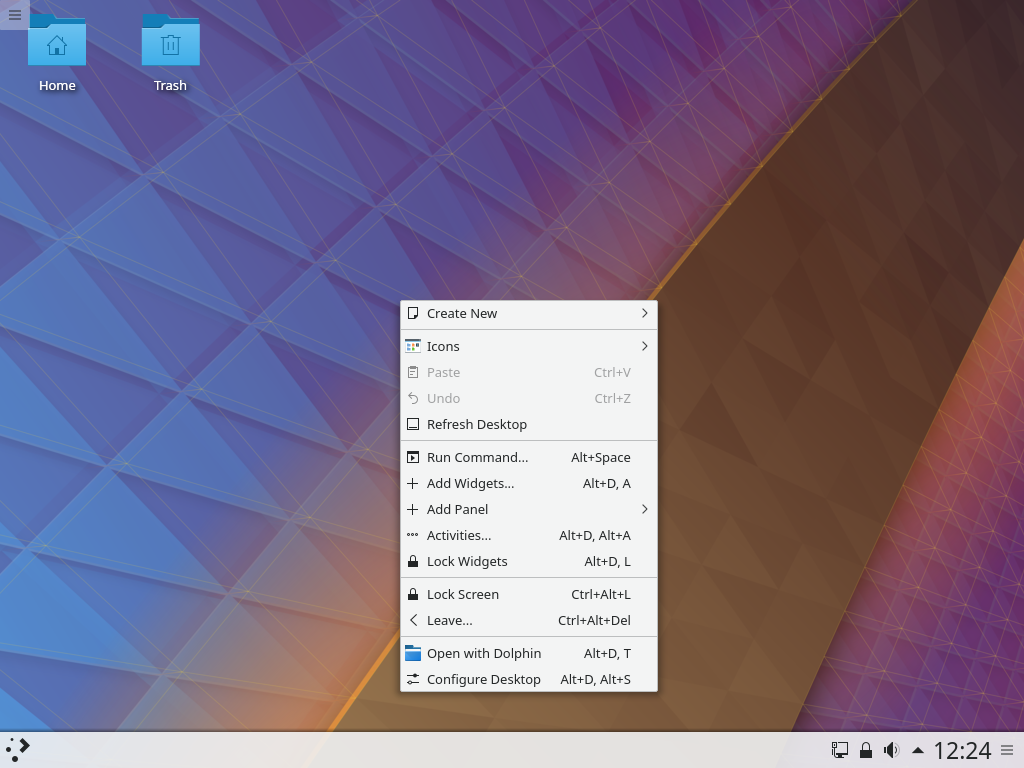 Home
Trash
Create New
Icons
Paste Ctrl+V
Undo Ctrl+Z
Refresh Desktop
Run Command... Alt+Space
Add Widgets... Alt+D, A
Add Panel
Activities... Alt+D, Alt+A
Lock Widgets Alt+D, L
Lock Screen Ctrl+Alt+L
Leave... Ctrl+Alt+Del
Open with Dolphin Alt+D, T
Configure Desktop Alt+D, Alt+S
12:24